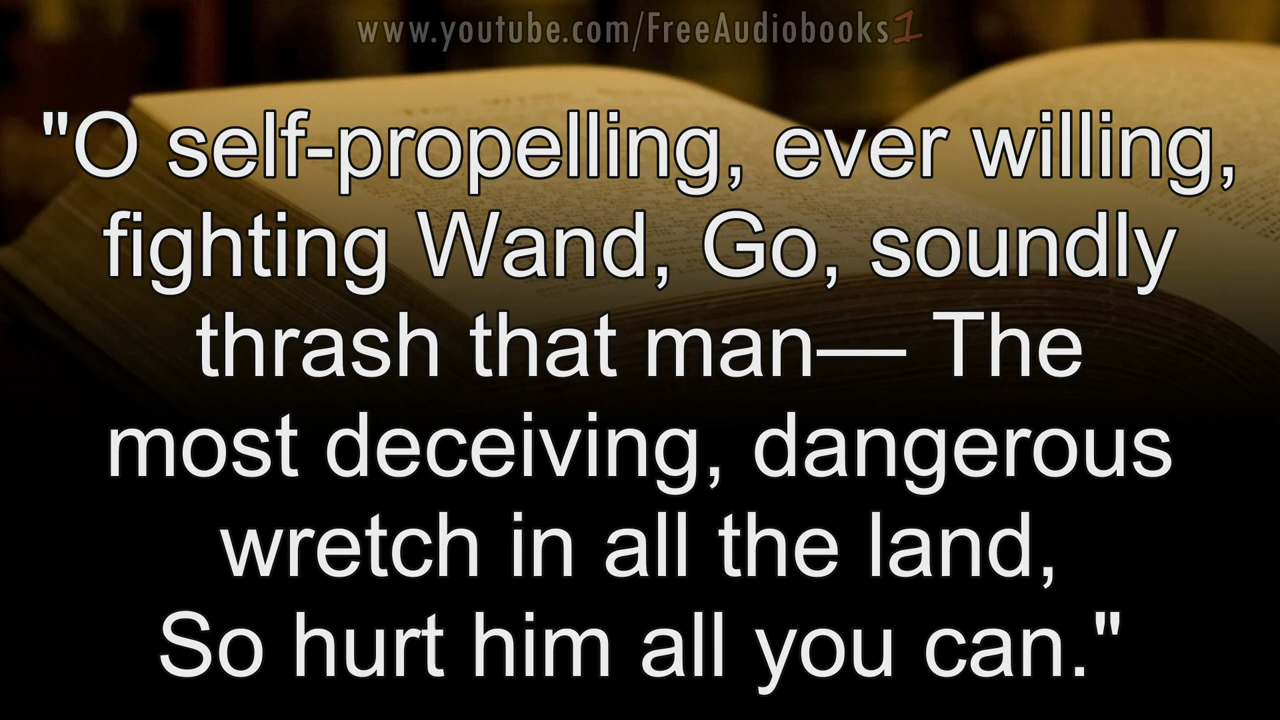 www.youtube.com/FreeAudiobooks1
"O self-propelling, ever willing,
fighting Wand, Go, soundly
thrash that man— The
most deceiving, dangerous
wretch in all the land,
So hurt him all you can."